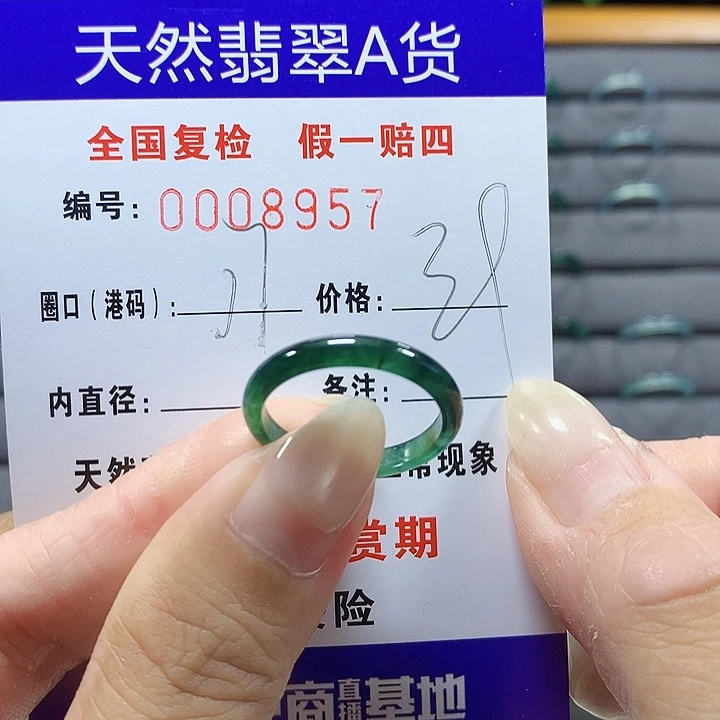 天然翡翠A货
全国复检 假一赔四
编号: 0008957
圈口(港码): 价格:
内直径: 备注:
天然 常现象
赏期
险
商直播基地